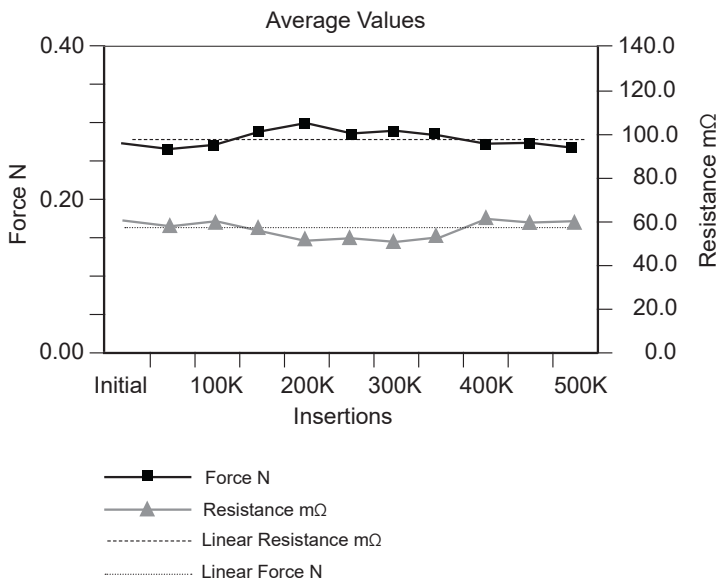 Average Values
0.40
0.20
0.00
Force N
140.0
120.0
100.0
80.0
60.0
40.0
20.0
0.0
Resistance mΩ
Initial 100K 200K 300K 400K 500K
Insertions
Force N
Resistance mΩ
Linear Resistance mΩ
Linear Force N